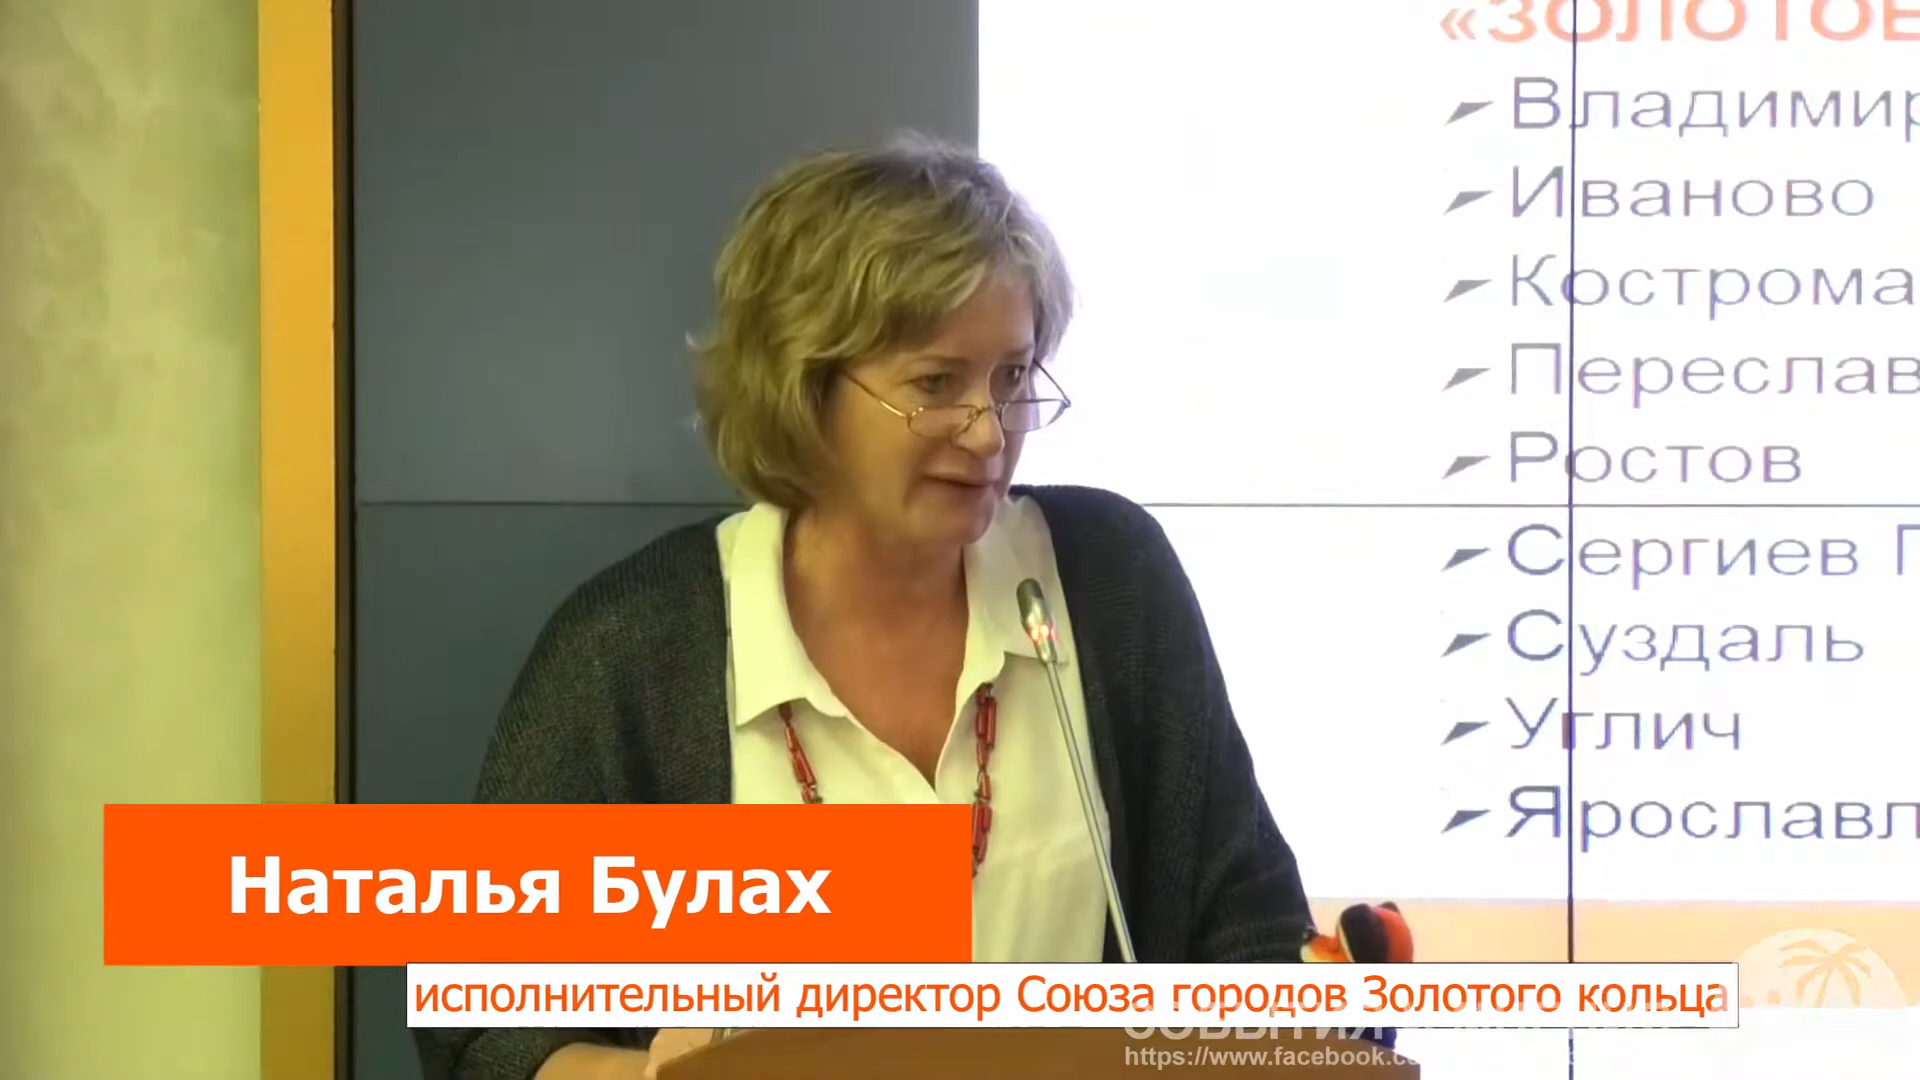 «ЗОЛОТОЕ
Владимир
Иваново
Кострома
Переслав
Ростов
Сергиев П
Суздаль
Углич
Ярославл
Наталья Булах
исполнительный директор Союза городов Золотого кольца
СОБЫТИЯ
https://www.facebook.c